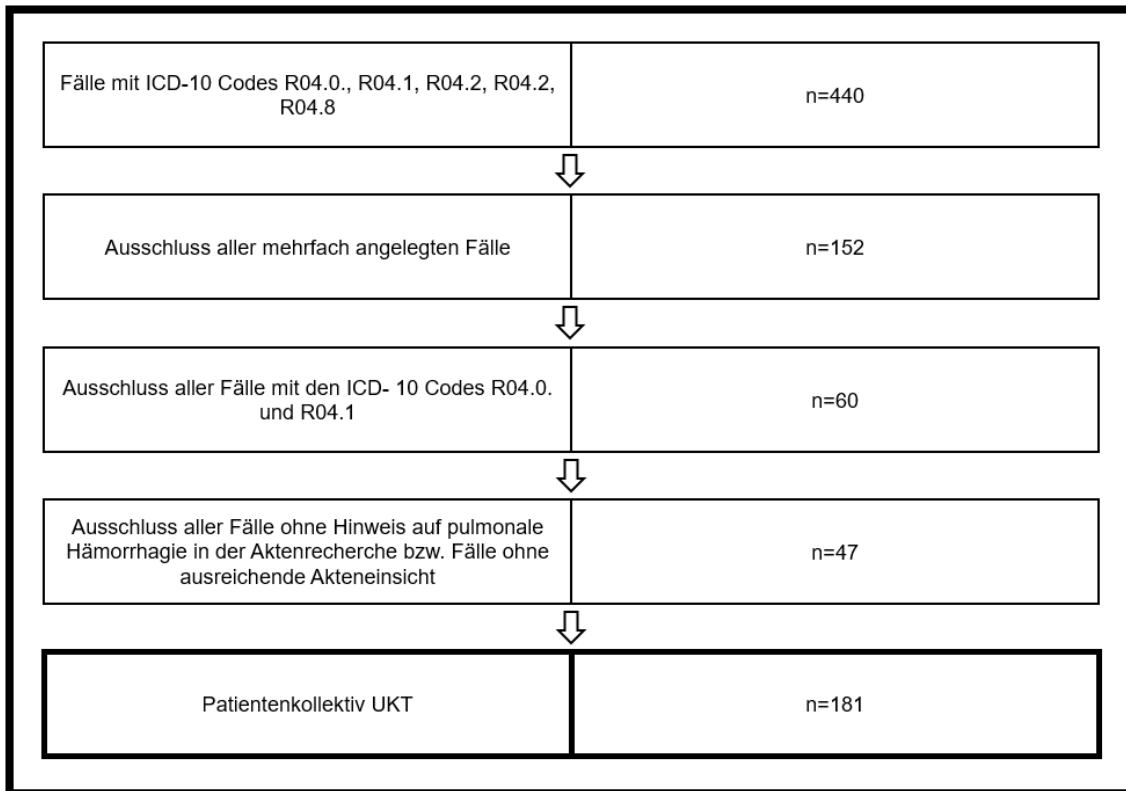 Fälle mit ICD-10 Codes R04.0., R04.1, R04.2, R04.2,
R04.8
n=440
Ausschluss aller mehrfach angelegten Fälle
n=152
Ausschluss aller Fälle mit den ICD- 10 Codes R04.0.
und R04.1
n=60
Ausschluss aller Fälle ohne Hinweis auf pulmonale
Hämorrhagie in der Aktenrecherche bzw. Fälle ohne
ausreichende Akteneinsicht
n=47
Patientenkollektiv UKT
n=181